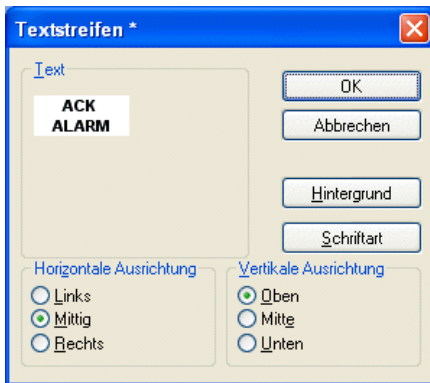 Textstreifen *
Text
ACK
ALARM
OK
Abbrechen
Hintergrund
Schriftart
Horizontale Ausrichtung
Links
Mittig
Rechts
Vertikale Ausrichtung
Oben
Mitte
Unten